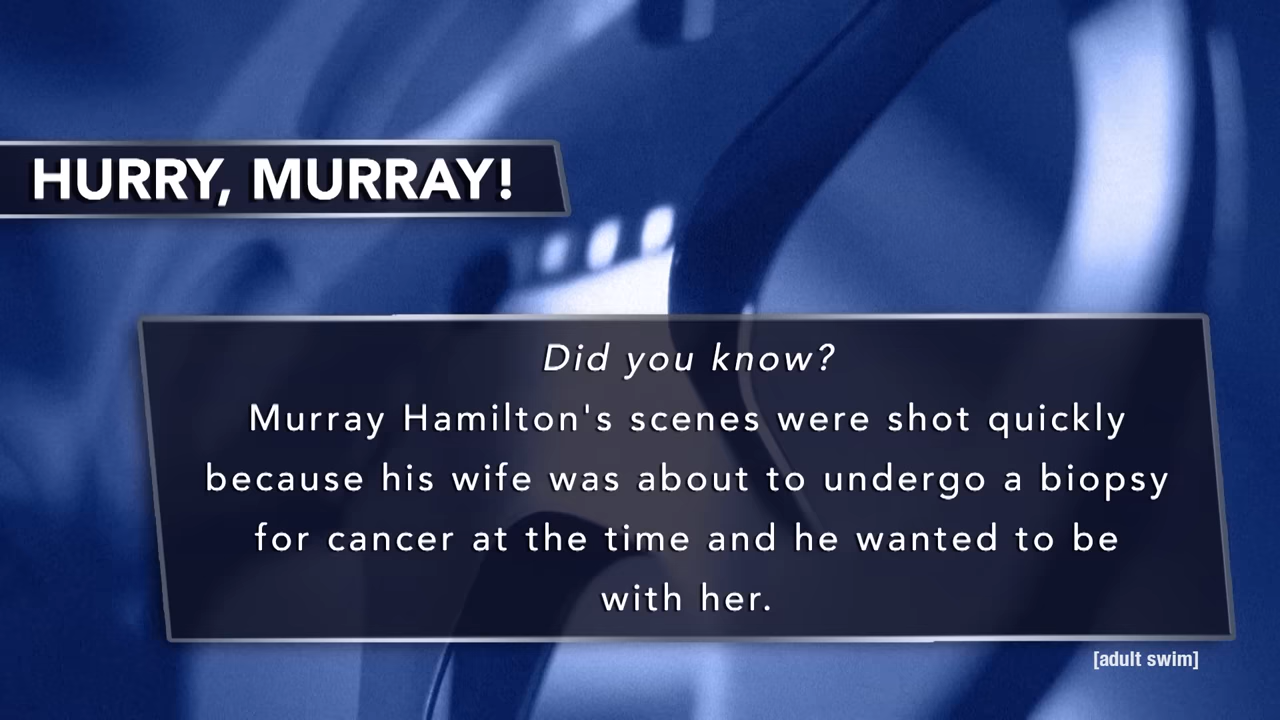 HURRY, MURRAY!
Did you know?
Murray Hamilton's scenes were shot quickly
because his wife was about to undergo a biopsy
for cancer at the time and he wanted to be
with her.
[adult swim]